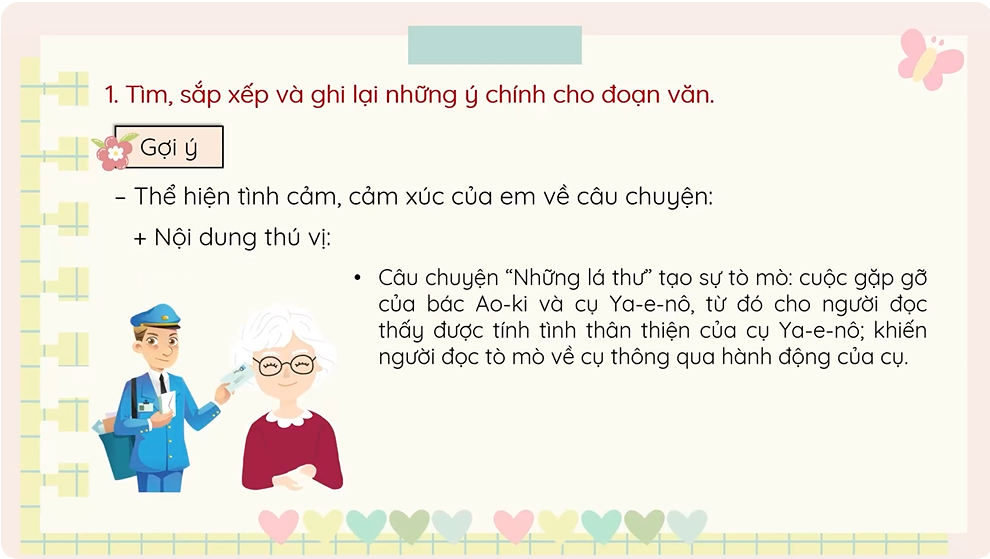 1. Tìm, sắp xếp và ghi lại những ý chính cho đoạn văn.
Gợi ý
– Thể hiện tình cảm, cảm xúc của em về câu chuyện:
+ Nội dung thú vị:
• Câu chuyện “Những lá thư” tạo sự tò mò: cuộc gặp gỡ
của bác Ao-ki và cụ Ya-e-nô, từ đó cho người đọc
thấy được tính tình thân thiện của cụ Ya-e-nô; khiến
người đọc tò mò về cụ thông qua hành động của cụ.